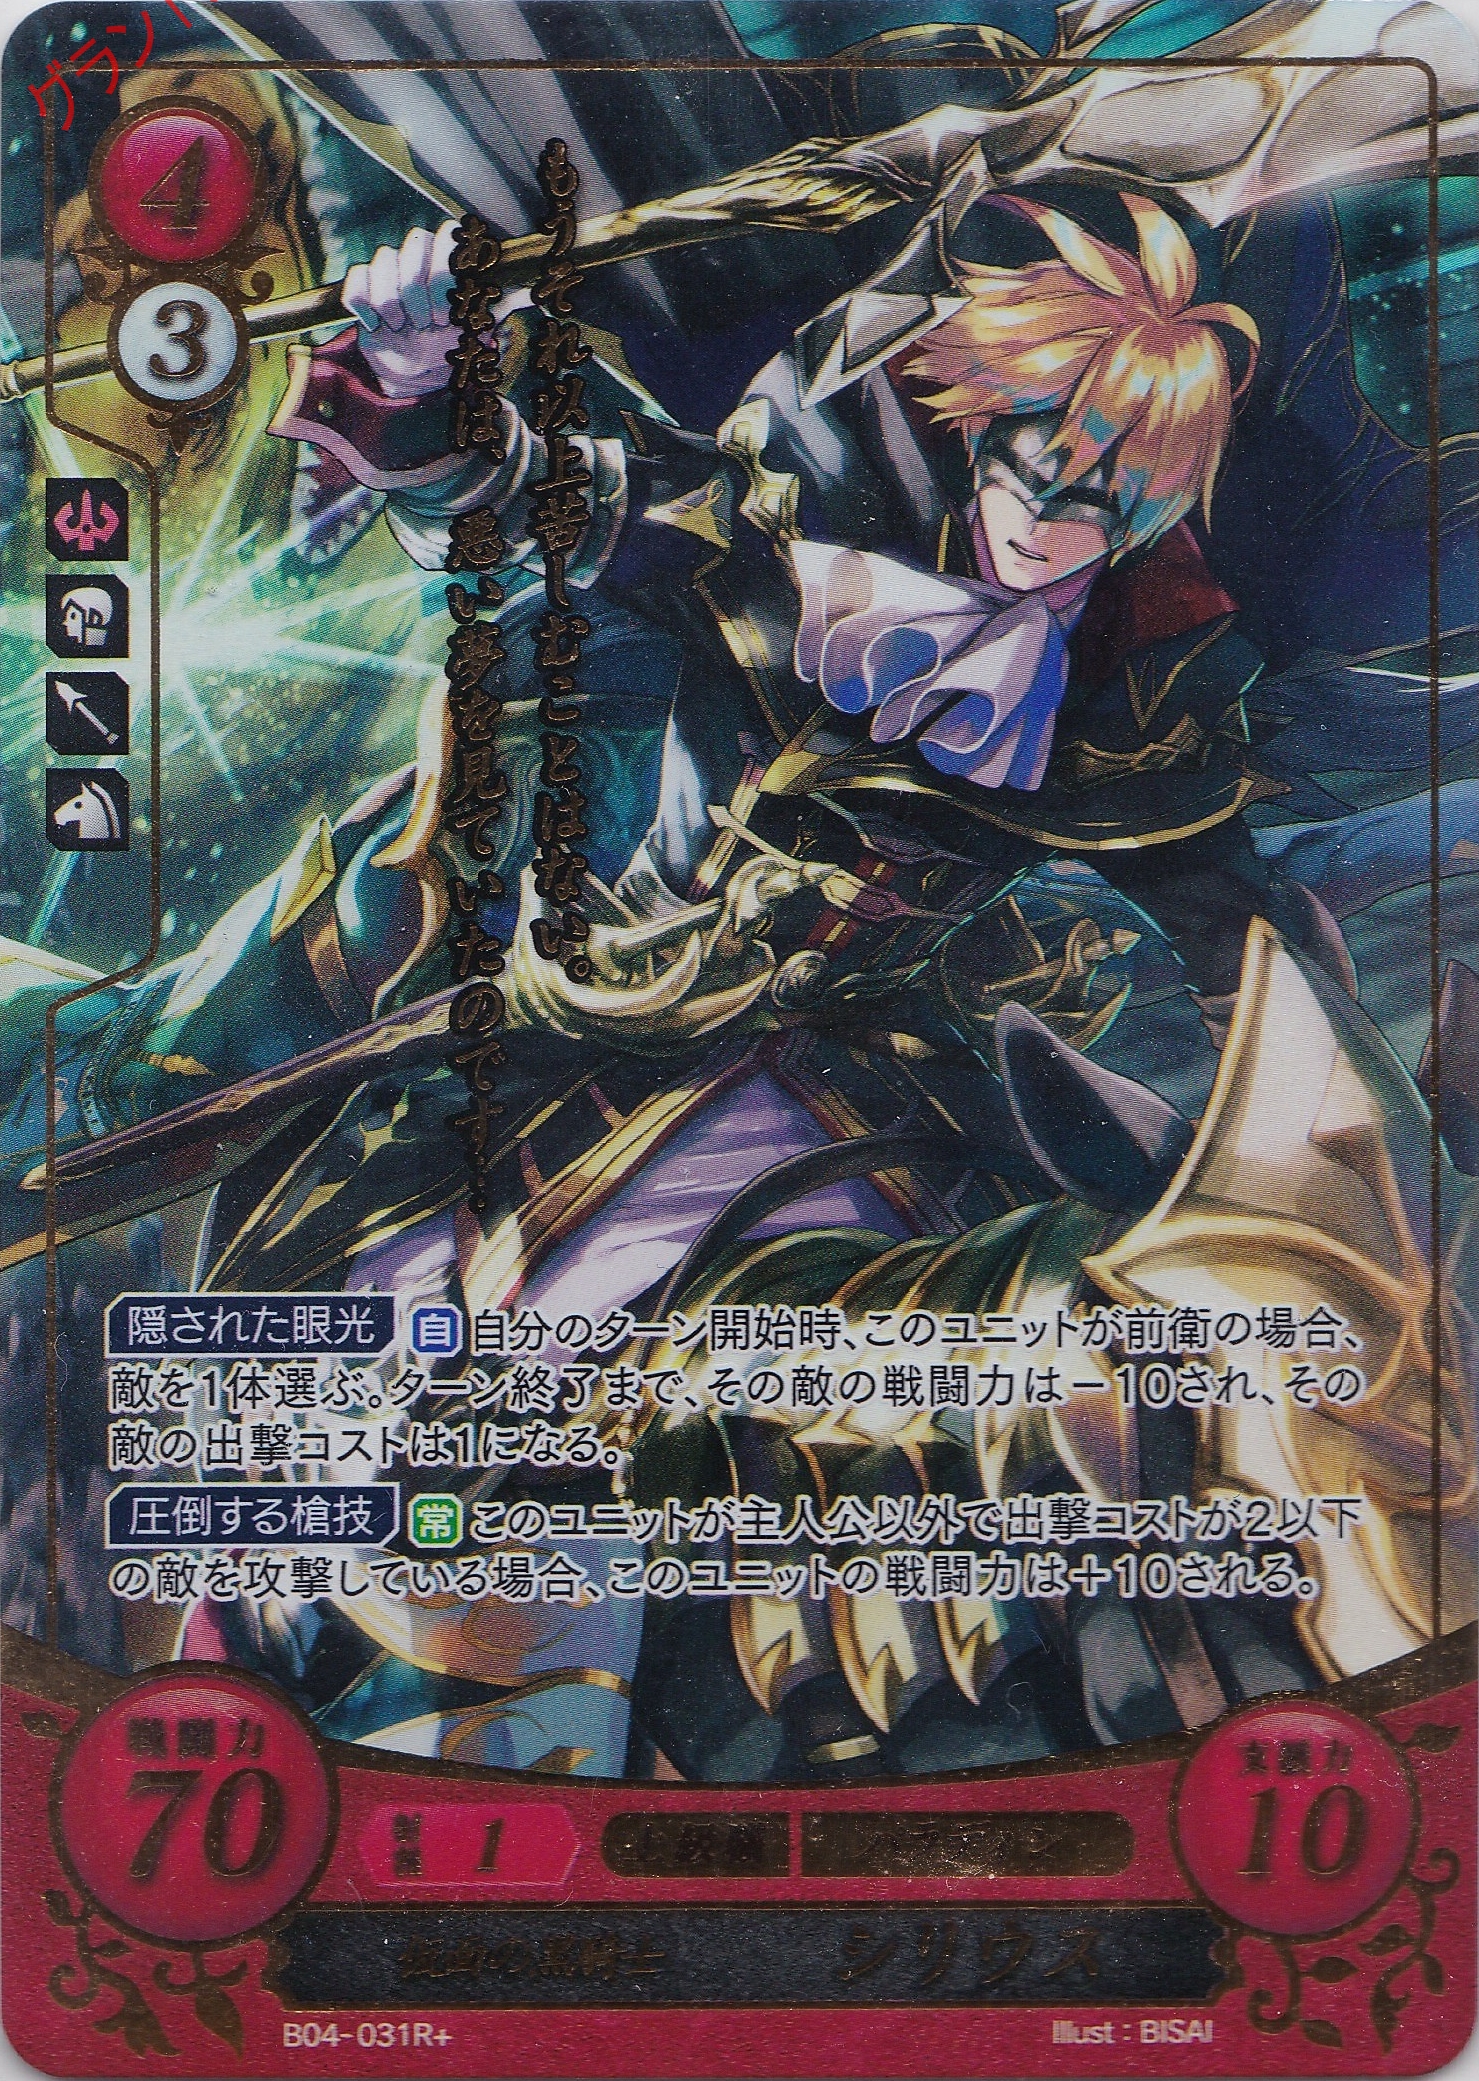 グラン
4
3
もうそれ以上苦しむことはない。
あなたは、悪い夢を見ていたのです…
隠された眼光 自 自分のターン開始時、このユニットが前衛の場合、
敵を1体選ぶ。ターン終了まで、その敵の戦闘力は－10され、その
敵の出撃コストは1になる。
圧倒する槍技 常 このユニットが主人公以外で出撃コストが2以下
の敵を攻撃している場合、このユニットの戦闘力は＋10される。
戦闘力
70
射程 1
上級職 パラディン
支援力
10
仮面の黒騎士 シリウス
B04-031R+ Illust : BISAI